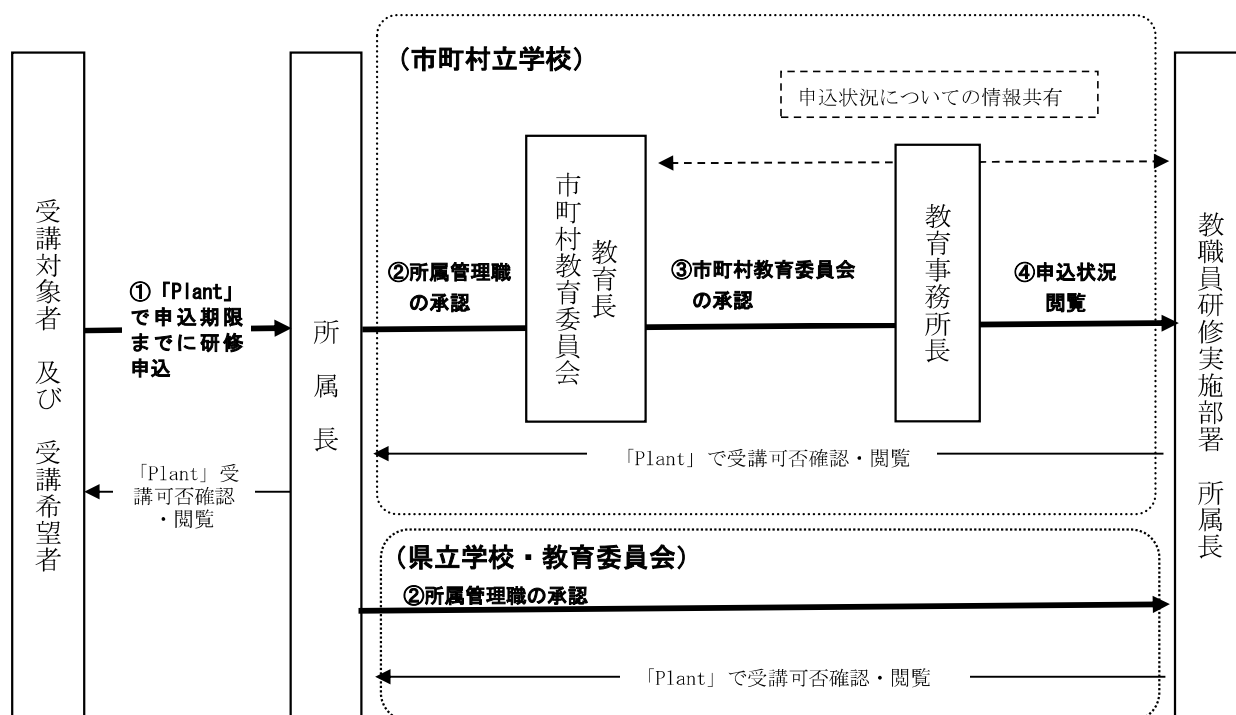 (市町村立学校)
申込状況についての情報共有
受講対象者 及び 受講希望者
①「Plant」
で申込期限
までに研修
申込
所属長
②所属管理職
の承認
市町村教育委員会
教育長
③市町村教育委員会
の承認
教育事務所長
④申込状況
閲覧
教職員研修実施部署 所属長
「Plant」で受講可否確認・閲覧
「Plant」受
講可否確認
・閲覧
(県立学校・教育委員会)
②所属管理職の承認
「Plant」で受講可否確認・閲覧